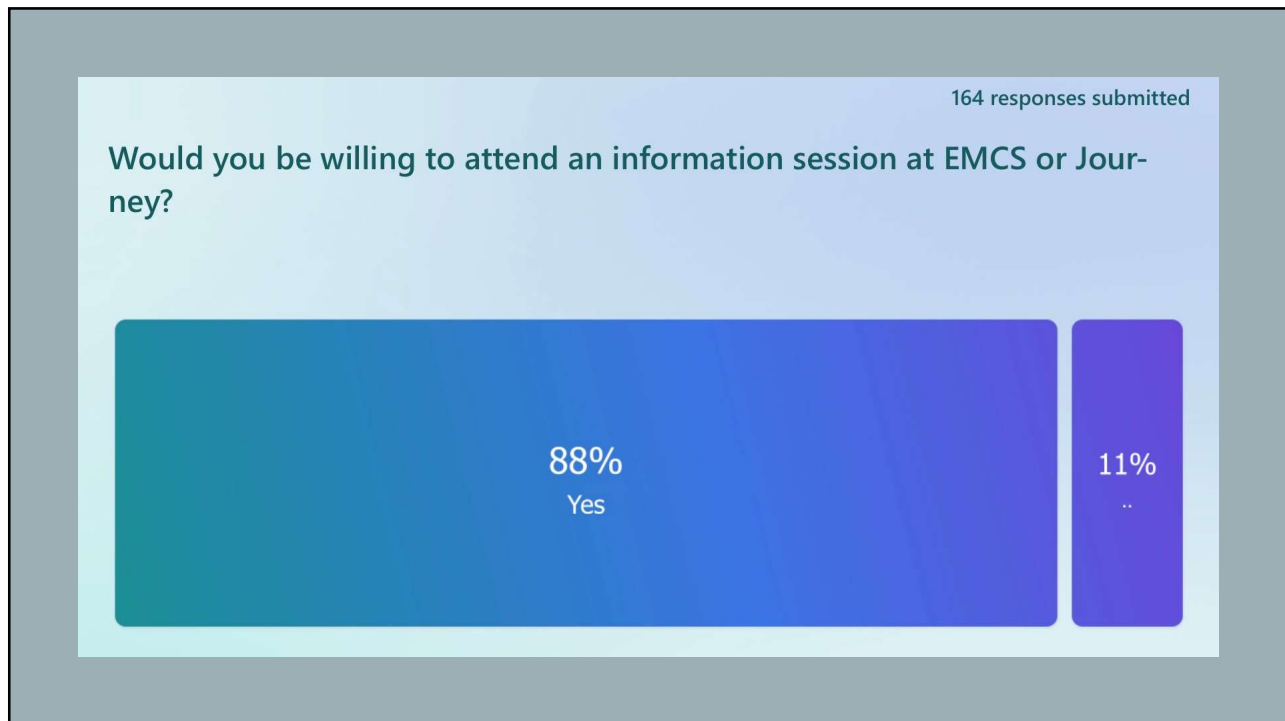 164 responses submitted
Would you be willing to attend an information session at EMCS or Jour-
ney?
88%
Yes
11%
..